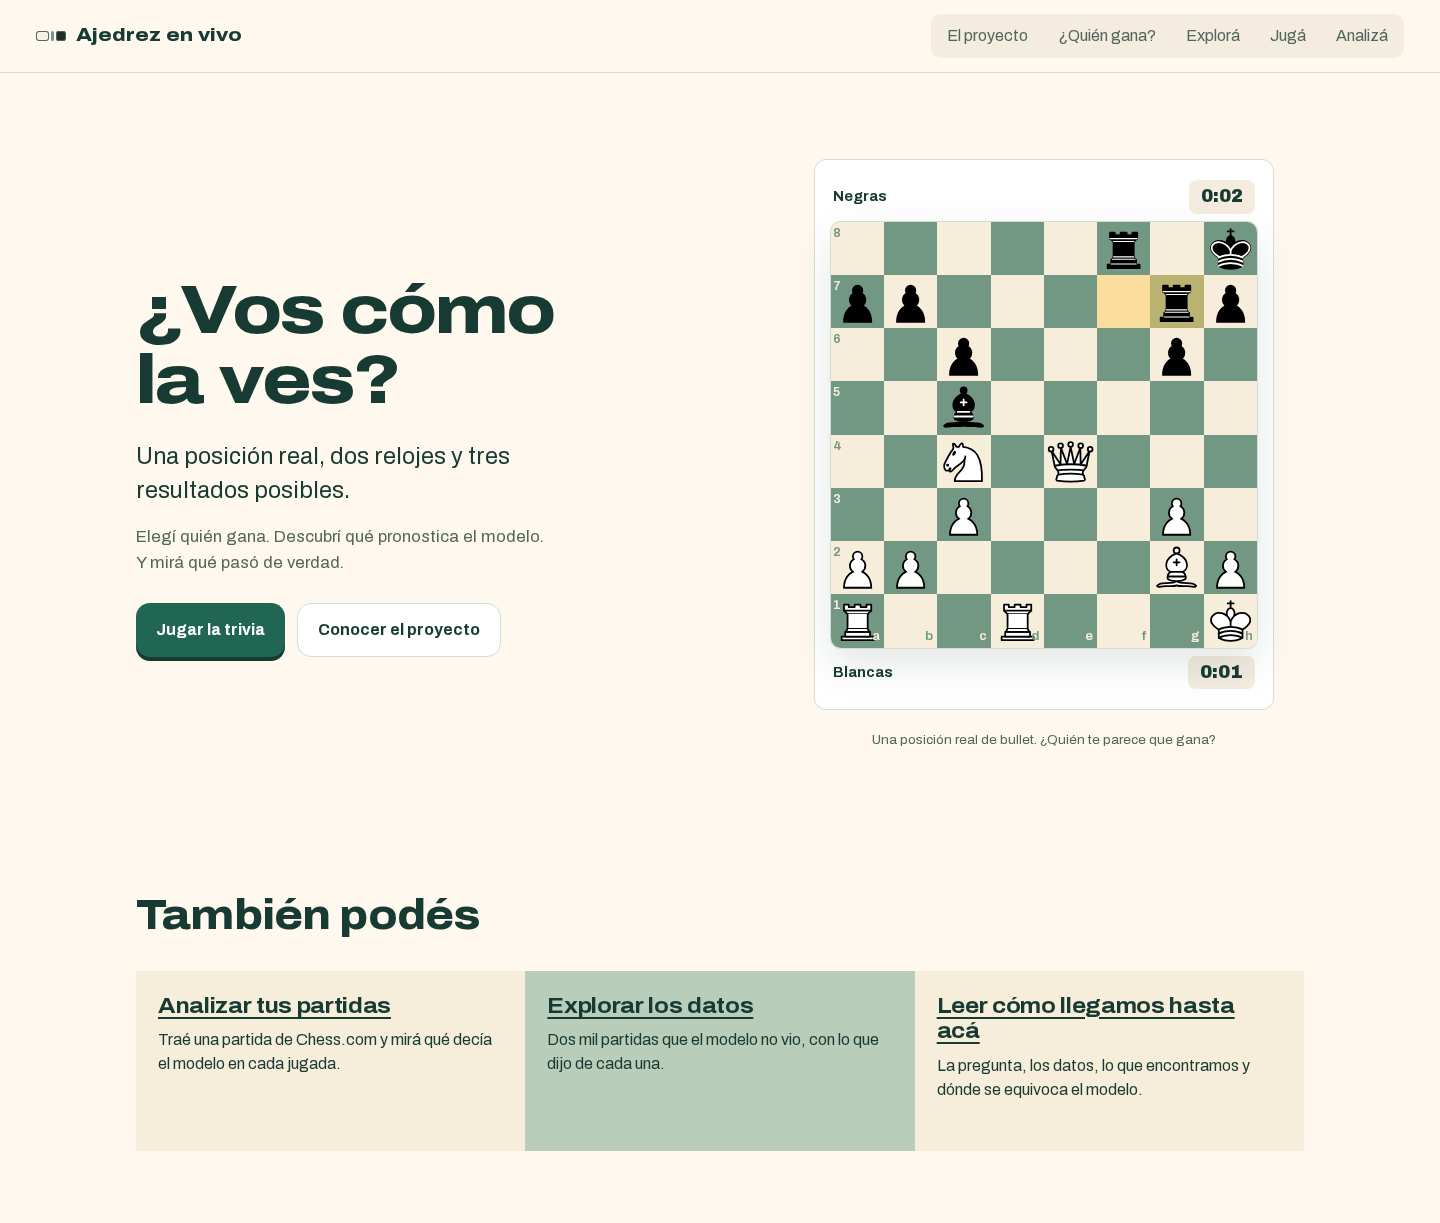 Ajedrez en vivo
El proyecto
¿Quién gana?
Explorá
Jugá
Analizá
¿Vos cómo
la ves?
Una posición real, dos relojes y tres
resultados posibles.
Elegí quién gana. Descubrí qué pronostica el modelo.
Y mirá qué pasó de verdad.
Jugar la trivia
Conocer el proyecto
Negras
0:02
8
7
6
5
4
3
2
1
a
b
c
d
e
f
g
h
Blancas
0:01
Una posición real de bullet. ¿Quién te parece que gana?
También podés
Analizar tus partidas
Traé una partida de Chess.com y mirá qué decía
el modelo en cada jugada.
Explorar los datos
Dos mil partidas que el modelo no vio, con lo que
dijo de cada una.
Leer cómo llegamos hasta
acá
La pregunta, los datos, lo que encontramos y
dónde se equivoca el modelo.